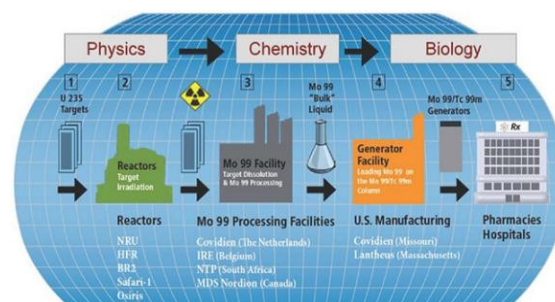 Physics
Chemistry
Biology
1
2
3
4
5
U 235
Targets
Mo 99
"Bulk"
Liquid
Mo 99/Tc 99m
Generators
Rx
Reactors
Target
Irradiation
Mo 99 Facility
Target Dissolution
& Mo 99 Processing
Generator
Facility
Loading Mo 99 on
the Mo 99/Tc 99m
Column
Reactors
NRU
HFR
BR2
Safari-1
Osiris
Mo 99 Processing Facilities
Covidien (The Netherlands)
IRE (Belgium)
NTP (South Africa)
MDS Nordion (Canada)
U.S. Manufacturing
Covidien (Missouri)
Lantheus (Massachusetts)
Pharmacies
Hospitals